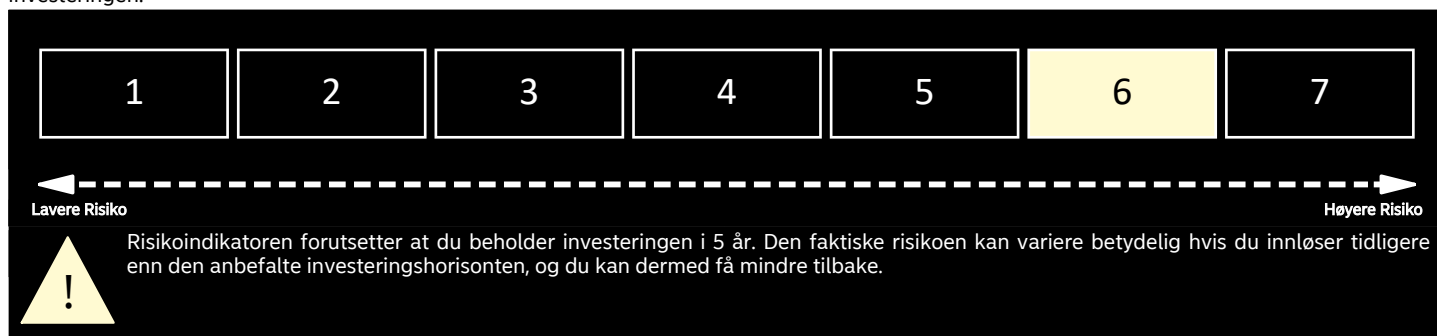 investeringen.
1 2 3 4 5 6 7
Lavere Risiko Høyere Risiko
Risikoindikatoren forutsetter at du beholder investeringen i 5 år. Den faktiske risikoen kan variere betydelig hvis du innløser tidligere
enn den anbefalte investeringshorisonten, og du kan dermed få mindre tilbake.
!